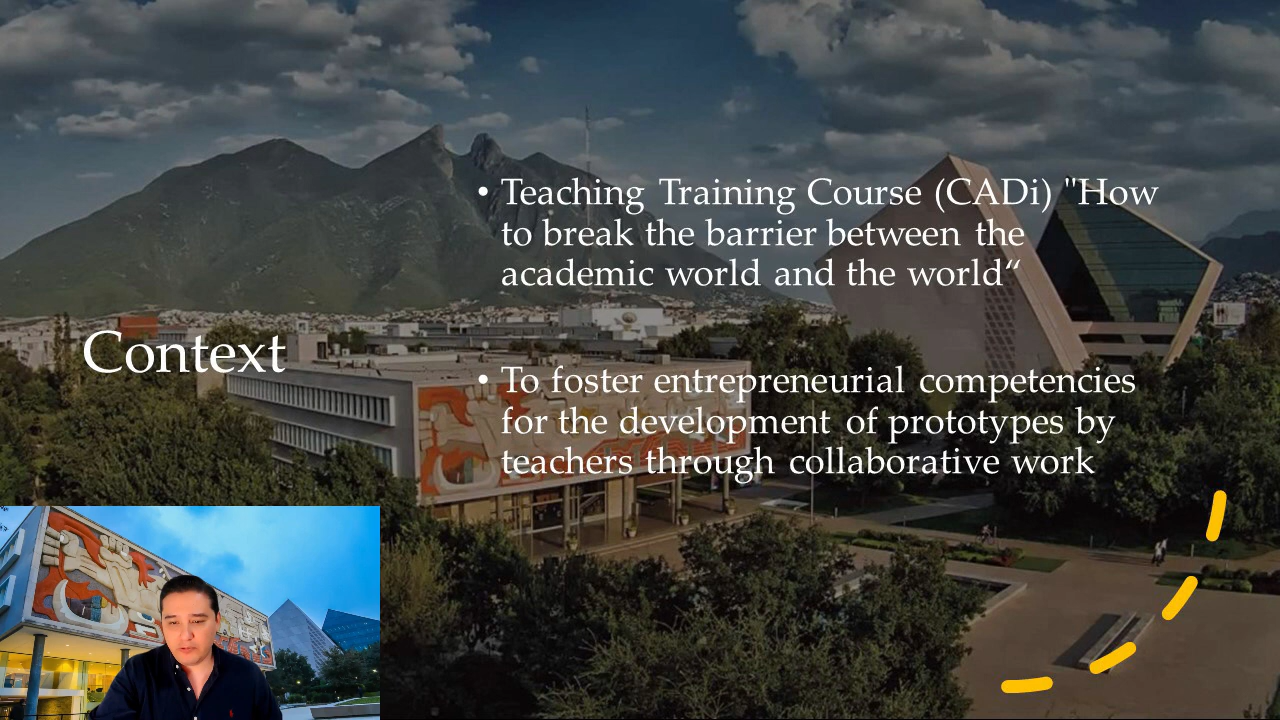 • Teaching Training Course (CADi) "How
to break the barrier between the
academic world and the world“
Context
• To foster entrepreneurial competencies
for the development of prototypes by
teachers through collaborative work